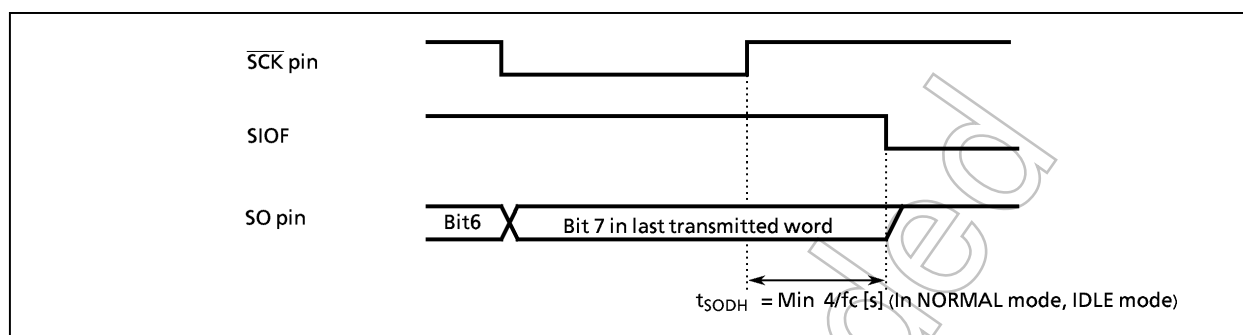 SCK pin
SIOF
SO pin
Bit6
Bit 7 in last transmitted word
tSODH = Min 4/fc [s] (In NORMAL mode, IDLE mode)
ded